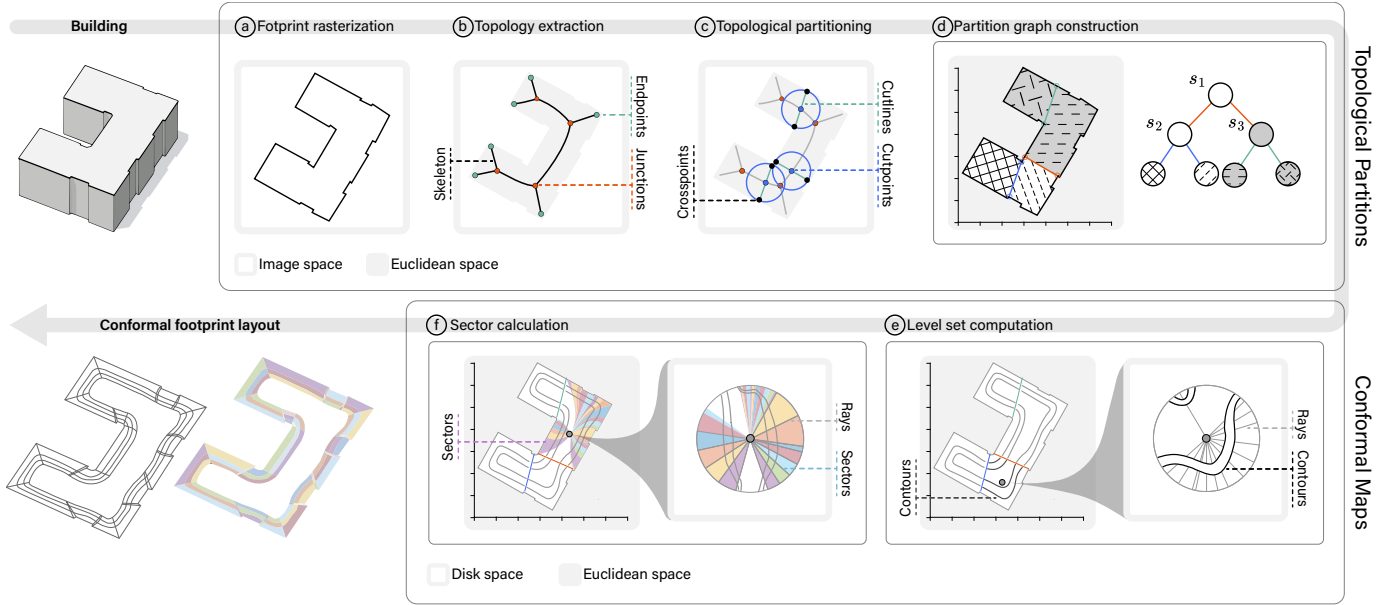 Building
a Fotprint rasterization
b Topology extraction
c Topological partitioning
d Partition graph construction
Topological Partitions
Skeleton
Endpoints
Junctions
Crosspoints
Cutlines
Cutpoints
s1
s2
s3
Image space
Euclidean space
Conformal footprint layout
f Sector calculation
e Level set computation
Conformal Maps
Sectors
Rays
Sectors
Contours
Rays
Contours
Disk space
Euclidean space